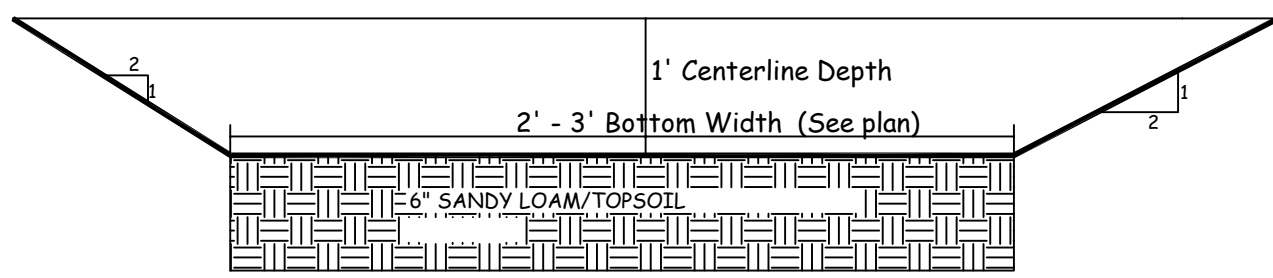 2
1
1' Centerline Depth
1
2
2' - 3' Bottom Width (See plan)
6" SANDY LOAM/TOPSOIL